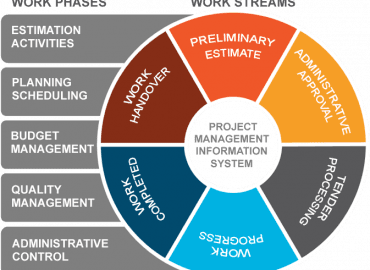 WORK PHASES
WORK STREAMS
ESTIMATION
ACTIVITIES
PLANNING
SCHEDULING
BUDGET
MANAGEMENT
QUALITY
MANAGEMENT
ADMINISTRATIVE
CONTROL
PRELIMINARY
ESTIMATE
ADMINISTRATIVE
APPROVAL
TENDER
PROCESSING
WORK
PROGRESS
WORK
COMPLETED
WORK
HANDOVER
PROJECT
MANAGEMENT
INFORMATION
SYSTEM